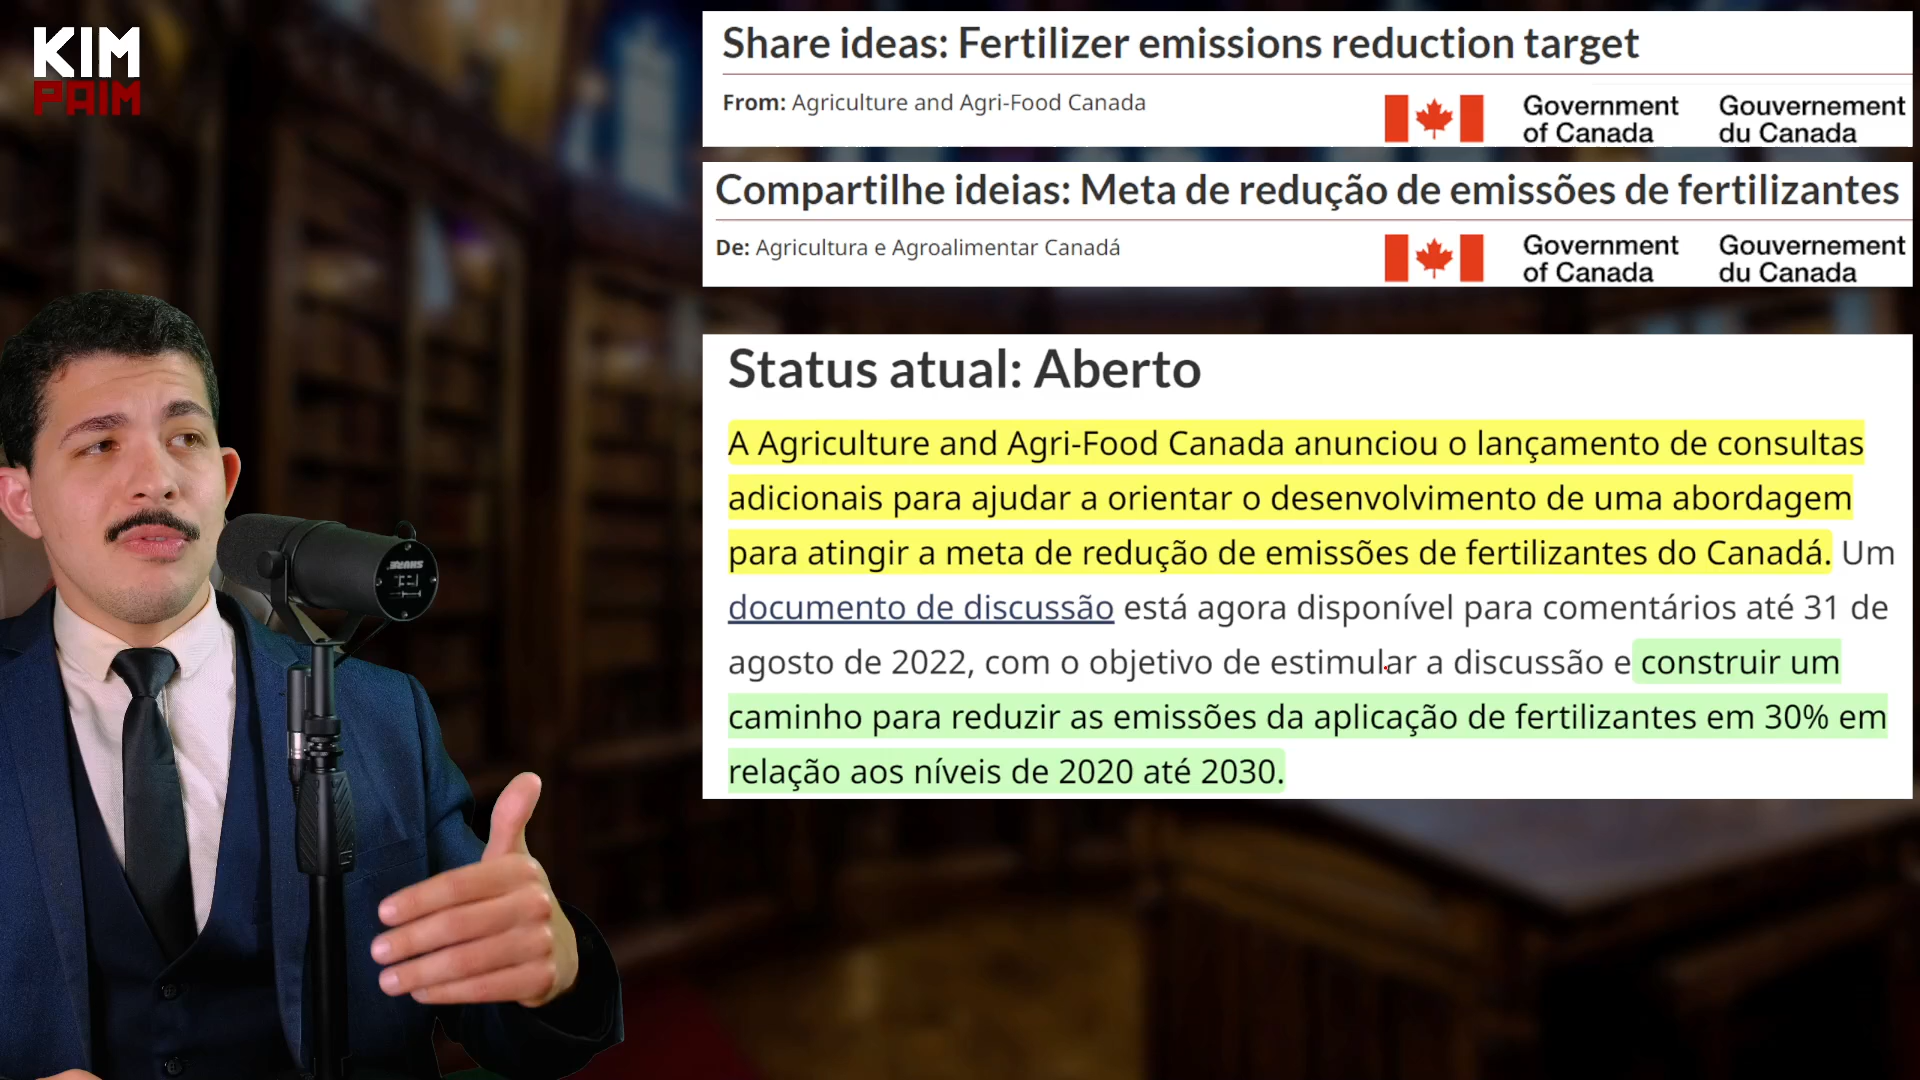 KIM
PAIM
Share ideas: Fertilizer emissions reduction target
From: Agriculture and Agri-Food Canada
Government
of Canada
Gouvernement
du Canada
Compartilhe ideias: Meta de redução de emissões de fertilizantes
De: Agricultura e Agroalimentar Canadá
Government
of Canada
Gouvernement
du Canada
Status atual: Aberto
A Agriculture and Agri-Food Canada anunciou o lançamento de consultas
adicionais para ajudar a orientar o desenvolvimento de uma abordagem
para atingir a meta de redução de emissões de fertilizantes do Canadá. Um
documento de discussão está agora disponível para comentários até 31 de
agosto de 2022, com o objetivo de estimular a discussão e construir um
caminho para reduzir as emissões da aplicação de fertilizantes em 30% em
relação aos níveis de 2020 até 2030.
SHURE